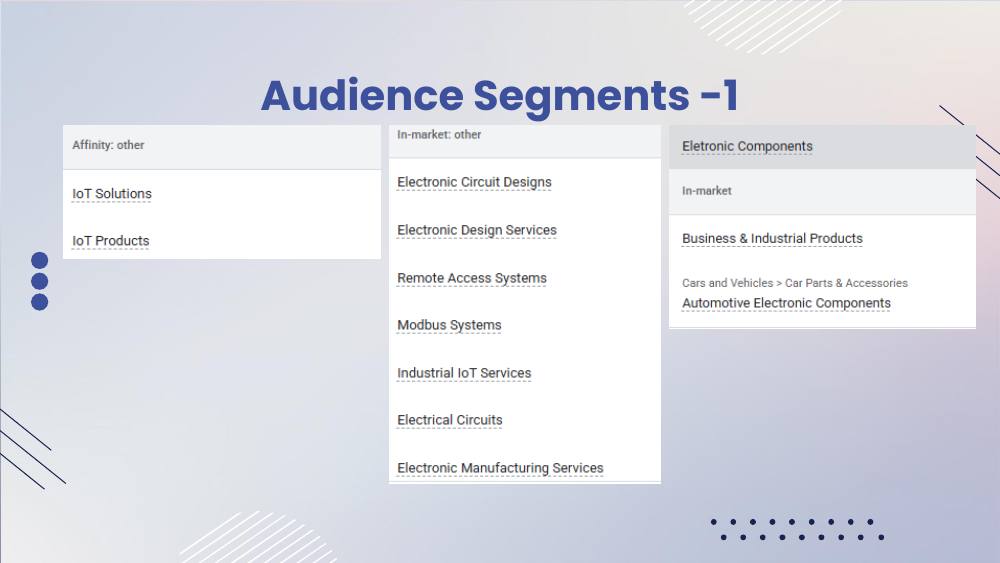 Audience Segments -1
Affinity: other
IoT Solutions
IoT Products
In-market: other
Electronic Circuit Designs
Electronic Design Services
Remote Access Systems
Modbus Systems
Industrial IoT Services
Electrical Circuits
Electronic Manufacturing Services
Eletronic Components
In-market
Business & Industrial Products
Cars and Vehicles > Car Parts & Accessories
Automotive Electronic Components